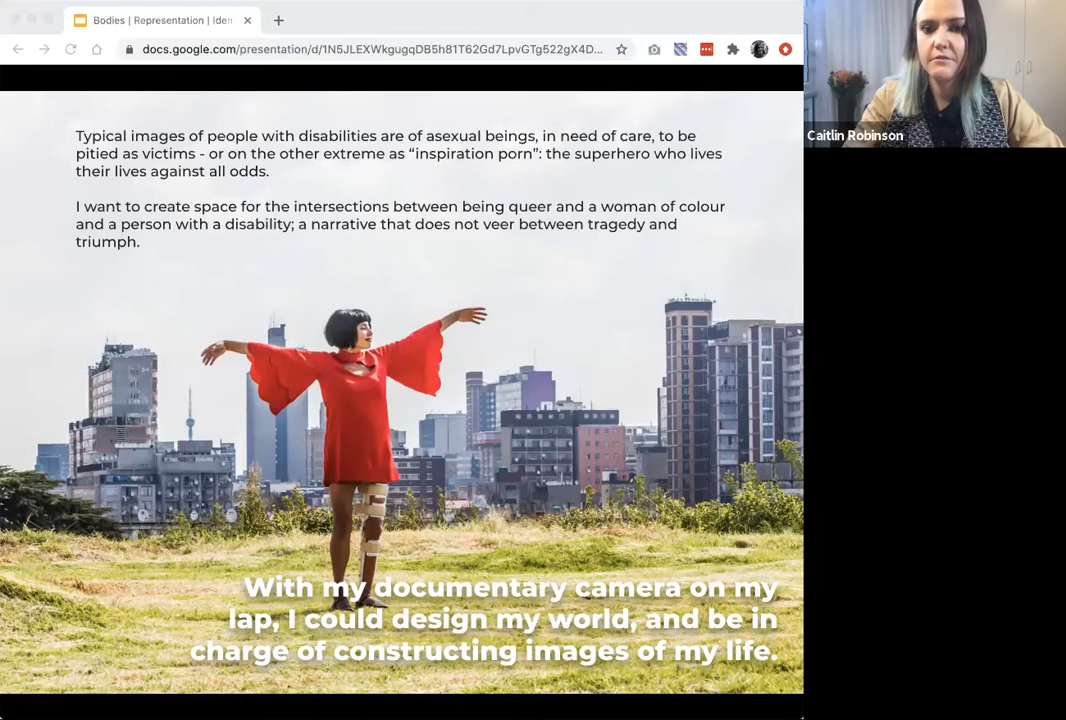 Bodies | Representation | Iden
docs.google.com/presentation/d/1N5JLEXWkgugqDB5h81T62Gd7LpvGTg522gX4D...
Typical images of people with disabilities are of asexual beings, in need of care, to be
pitied as victims - or on the other extreme as “inspiration porn”: the superhero who lives
their lives against all odds.
I want to create space for the intersections between being queer and a woman of colour
and a person with a disability; a narrative that does not veer between tragedy and
triumph.
With my documentary camera on my
lap, I could design my world, and be in
charge of constructing images of my life.
Caitlin Robinson